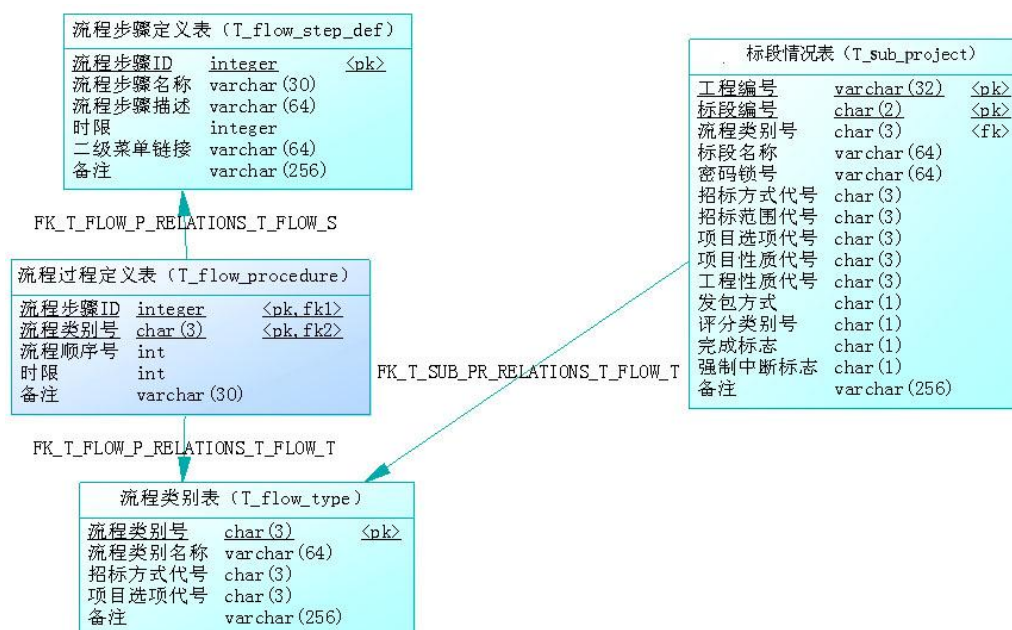 流程步骤定义表（T_flow_step_def）
流程步骤ID integer <pk>
流程步骤名称 varchar(30)
流程步骤描述 varchar(64)
时限 integer
二级菜单链接 varchar(64)
备注 varchar(256)
FK_T_FLOW_P_RELATIONS_T_FLOW_S
流程过程定义表（T_flow_procedure）
流程步骤ID integer <pk,fk1>
流程类别号 char(3) <pk,fk2>
流程顺序号 int
时限 int
备注 varchar(30)
FK_T_FLOW_P_RELATIONS_T_FLOW_T
流程类别表（T_flow_type）
流程类别号 char(3) <pk>
流程类别名称 varchar(64)
招标方式代号 char(3)
项目选项代号 char(3)
备注 varchar(256)
FK_T_SUB_PR_RELATIONS_T_FLOW_T
标段情况表（T_sub_project）
工程编号 varchar(32) <pk>
标段编号 char(2) <pk>
流程类别号 char(3) <fk>
标段名称 varchar(64)
密码锁号 varchar(64)
招标方式代号 char(3)
招标范围代号 char(3)
项目选项代号 char(3)
项目性质代号 char(3)
工程性质代号 char(3)
发包方式 char(1)
评分类别号 char(1)
完成标志 char(1)
强制中断标志 char(1)
备注 varchar(256)